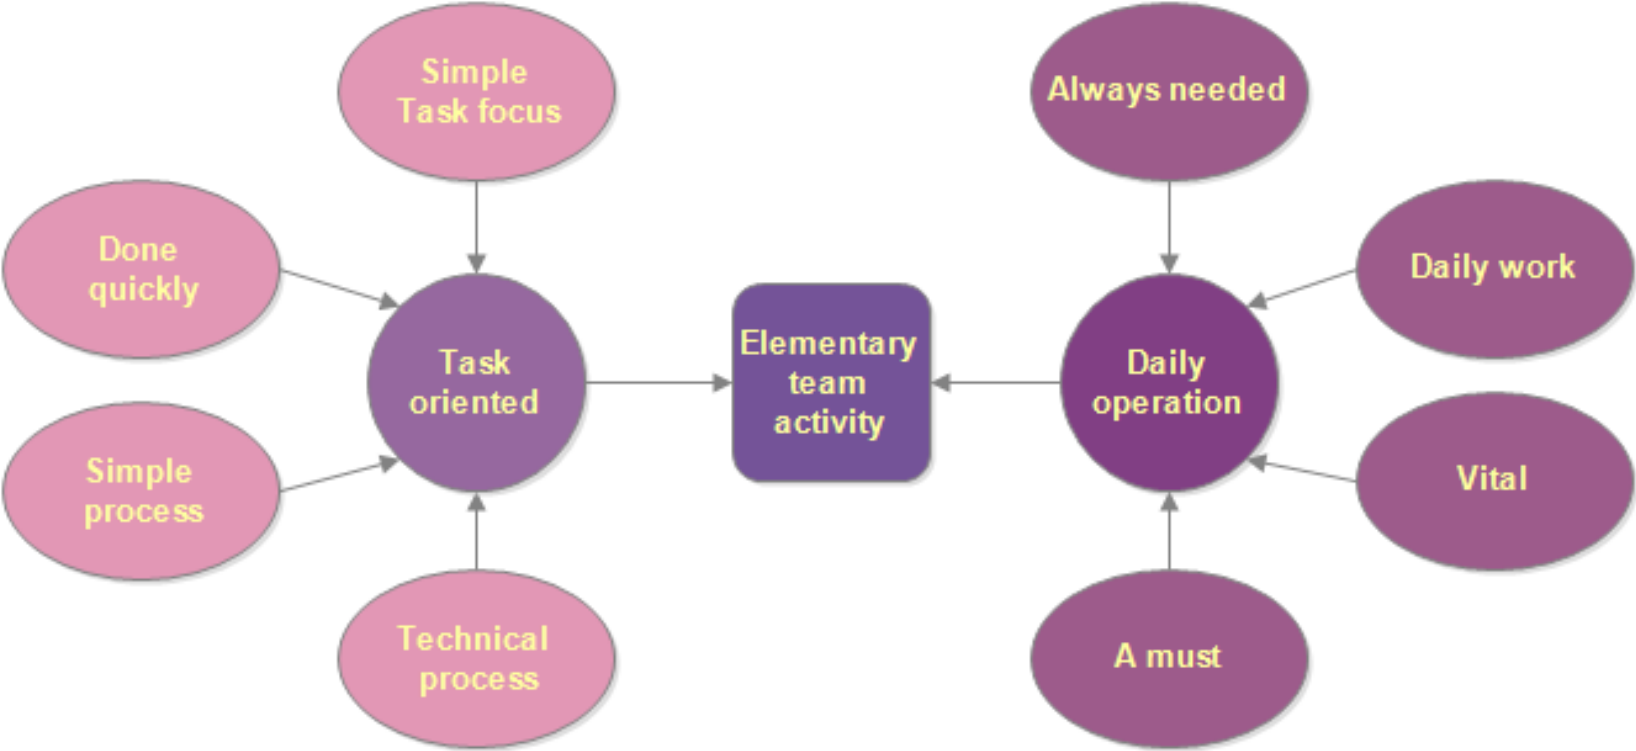 Simple
Task focus
Always needed
Done
quickly
Daily work
Task
oriented
Elementary
team
activity
Daily
operation
Simple
process
Vital
Technical
process
A must